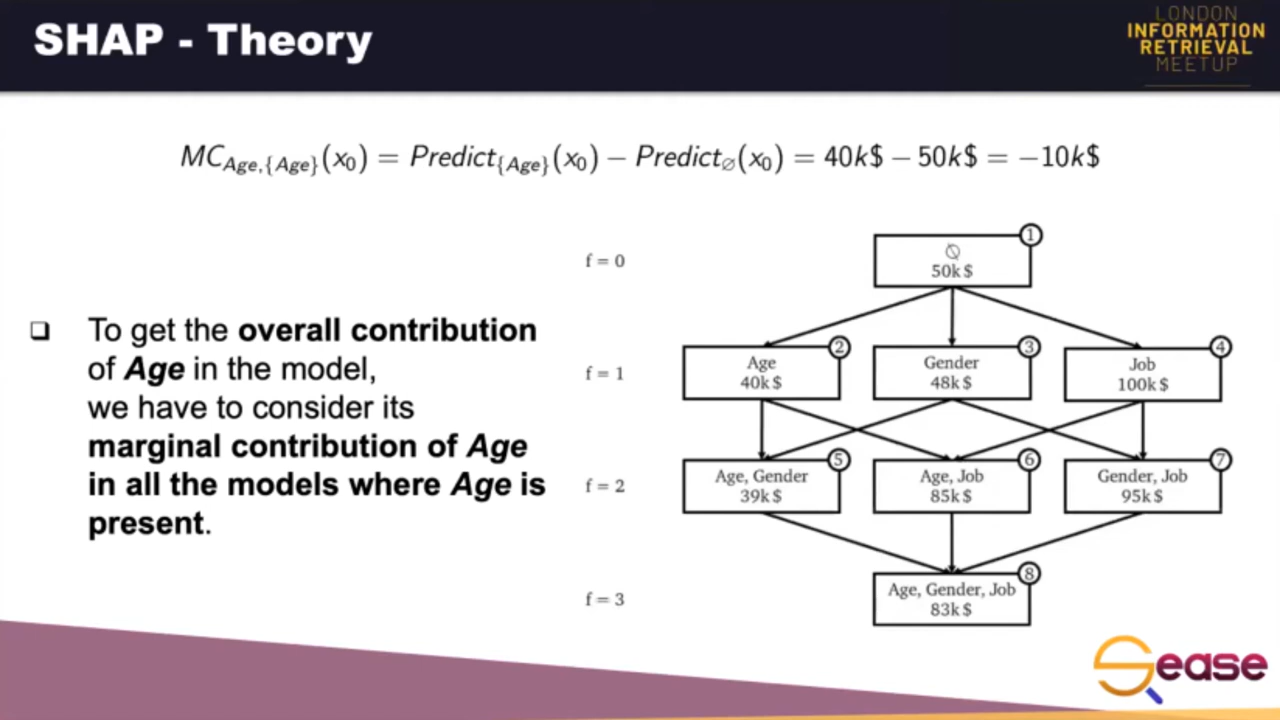 SHAP - Theory
LONDON
INFORMATION
RETRIEVAL
MEETUP
MC_{Age,{Age}}(x₀) = Predict_{{Age}}(x₀) − Predict_∅(x₀) = 40k$ − 50k$ = −10k$
❑ To get the overall contribution
of Age in the model,
we have to consider its
marginal contribution of Age
in all the models where Age is
present.
f = 0
①
∅
50k$
f = 1
②
Age
40k$
③
Gender
48k$
④
Job
100k$
f = 2
⑤
Age, Gender
39k$
⑥
Age, Job
85k$
⑦
Gender, Job
95k$
f = 3
⑧
Age, Gender, Job
83k$
Sease